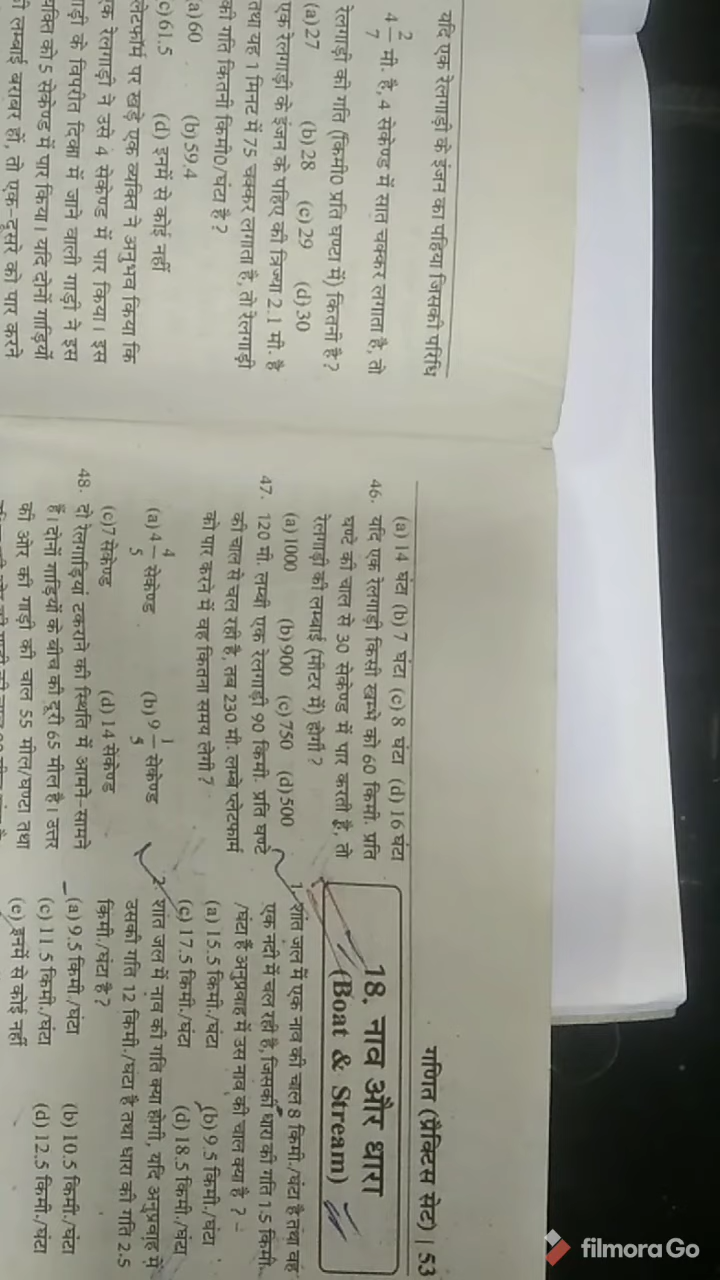 यदि एक रेलगाड़ी के इंजन का पहिया जिसकी परिधि
4 2/7 मी. है, 4 सेकेण्ड में सात चक्कर लगाता है, तो
रेलगाड़ी की गति (किमी0 प्रति घण्टा में) कितनी है ?
(a) 27 (b) 28 (c) 29 (d) 30
एक रेलगाड़ी के इंजन के पहिए की त्रिज्या 2.1 मी. है
तथा यह 1 मिनट में 75 चक्कर लगाता है, तो रेलगाड़ी
की गति कितनी किमी0/घंटा है ?
(a) 60 (b) 59.4
(c) 61.5 (d) इनमें से कोई नहीं
प्लेटफॉर्म पर खड़े एक व्यक्ति ने अनुभव किया कि
एक रेलगाड़ी ने उसे 4 सेकेण्ड में पार किया। इस
गाड़ी के विपरीत दिशा में जाने वाली गाड़ी ने इस
व्यक्ति को 5 सेकेण्ड में पार किया। यदि दोनों गाड़ियों
की लम्बाई बराबर हों, तो एक-दूसरे को पार करने
गणित (प्रैक्टिस सेट) | 53
(a) 14 घंटा (b) 7 घंटा (c) 8 घंटा (d) 16 घंटा
46. यदि एक रेलगाड़ी किसी खम्भे को 60 किमी. प्रति
घण्टे की चाल से 30 सेकेण्ड में पार करती है, तो
रेलगाड़ी की लम्बाई (मीटर में) होगी ?
(a) 1000 (b) 900 (c) 750 (d) 500
47. 120 मी. लम्बी एक रेलगाड़ी 90 किमी. प्रति घण्टे
की चाल से चल रही है, तब 230 मी. लम्बे प्लेटफार्म
को पार करने में वह कितना समय लेगी ?
(a) 4 4/5 सेकेण्ड (b) 9 1/5 सेकेण्ड
(c) 7 सेकेण्ड (d) 14 सेकेण्ड
48. दो रेलगाड़ियां टकराने की स्थिति में आमने-सामने
हैं। दोनों गाड़ियों के बीच की दूरी 65 मील है। उत्तर
की ओर की गाड़ी की चाल 55 मील/घण्टा तथा
18. नाव और धारा
(Boat & Stream)
1. शांत जल में एक नाव की चाल 8 किमी./घंटा है तथा वह
एक नदी में चल रही है, जिसकी धारा की गति 1.5 किमी.
/घंटा है अनुप्रवाह में उस नाव की चाल क्या है ? –
(a) 15.5 किमी./घंटा (b) 9.5 किमी./घंटा
(c) 17.5 किमी./घंटा (d) 18.5 किमी./घंटा
2. शांत जल में नाव की गति क्या होगी, यदि अनुप्रवाह में
उसकी गति 12 किमी./घंटा है तथा धारा की गति 2.5
किमी./घंटा है ?
(a) 9.5 किमी./घंटा (b) 10.5 किमी./घंटा
(c) 11.5 किमी./घंटा (d) 12.5 किमी./घंटा
(e) इनमें से कोई नहीं
filmoraGo